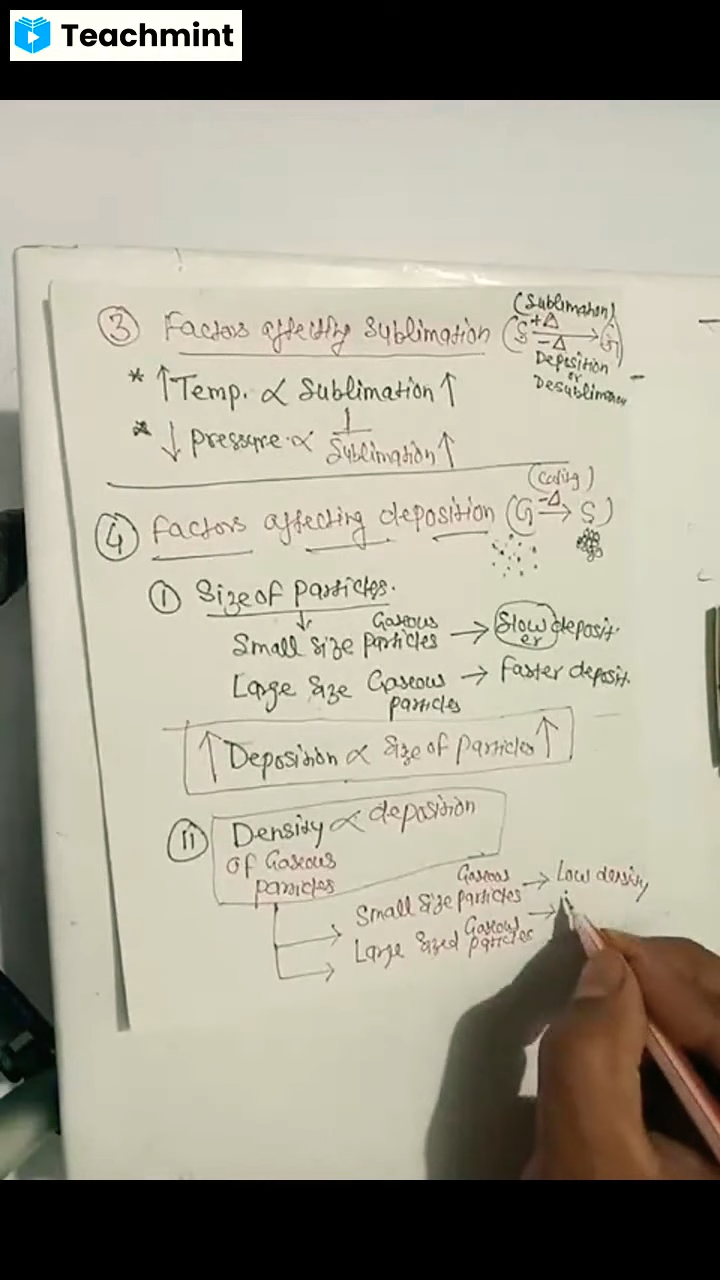 Teachmint
③ Factors affecting Sublimation
(Sublimation)
(S +Δ → G)
-Δ
Deposition
or
Desublimation
* ↑Temp. ∝ Sublimation ↑
* ↓ Pressure ∝ 1
Sublimation ↑
④ Factors affecting deposition
(G -Δ → S)
① Size of Particles.
Small size Gaseous Particles → Slower deposit.
Large size Gaseous particles → Faster deposit.
↑ Deposition ∝ Size of Particles ↑
⑪ Density ∝ deposition
of Gaseous
particles
Small size Gaseous particles → Low density
Large sized Gaseous particles →